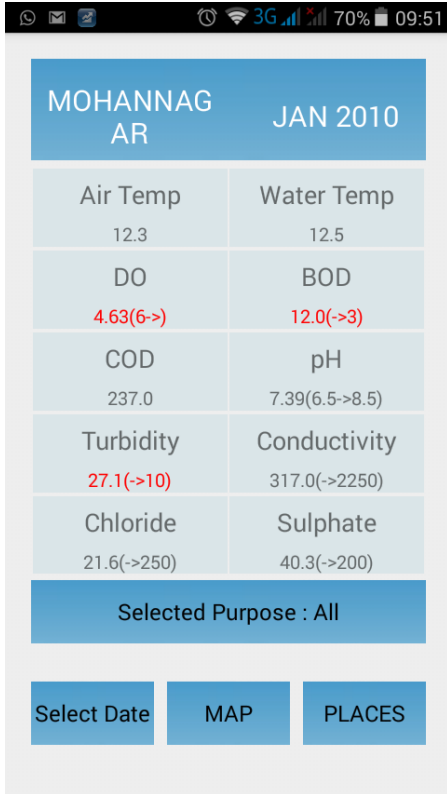 3G 70% 09:51
MOHANNAG
AR
JAN 2010
Air Temp Water Temp
12.3 12.5
DO BOD
4.63(6->) 12.0(->3)
COD pH
237.0 7.39(6.5->8.5)
Turbidity Conductivity
27.1(->10) 317.0(->2250)
Chloride Sulphate
21.6(->250) 40.3(->200)
Selected Purpose : All
Select Date MAP PLACES